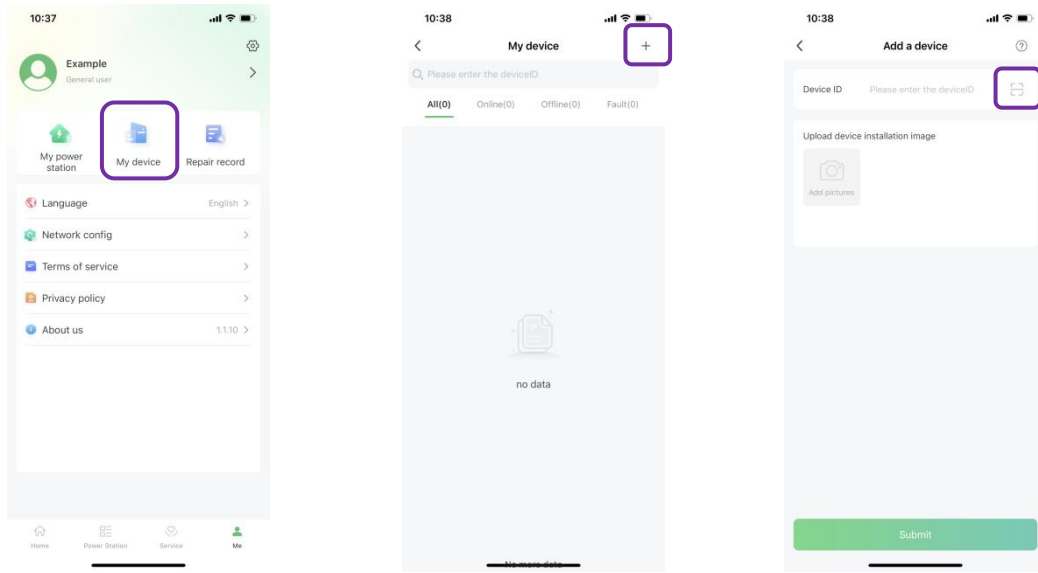 10:37
Example
General user
My power
station
My device
Repair record
Language
English
Network config
Terms of service
Privacy policy
About us
1.1.10
Home
Power Station
Service
Me
10:38
My device
Please enter the deviceID
All(0)
Online(0)
Offline(0)
Fault(0)
no data
No more data
10:38
Add a device
Device ID
Please enter the deviceID
Upload device installation image
Add pictures
Submit